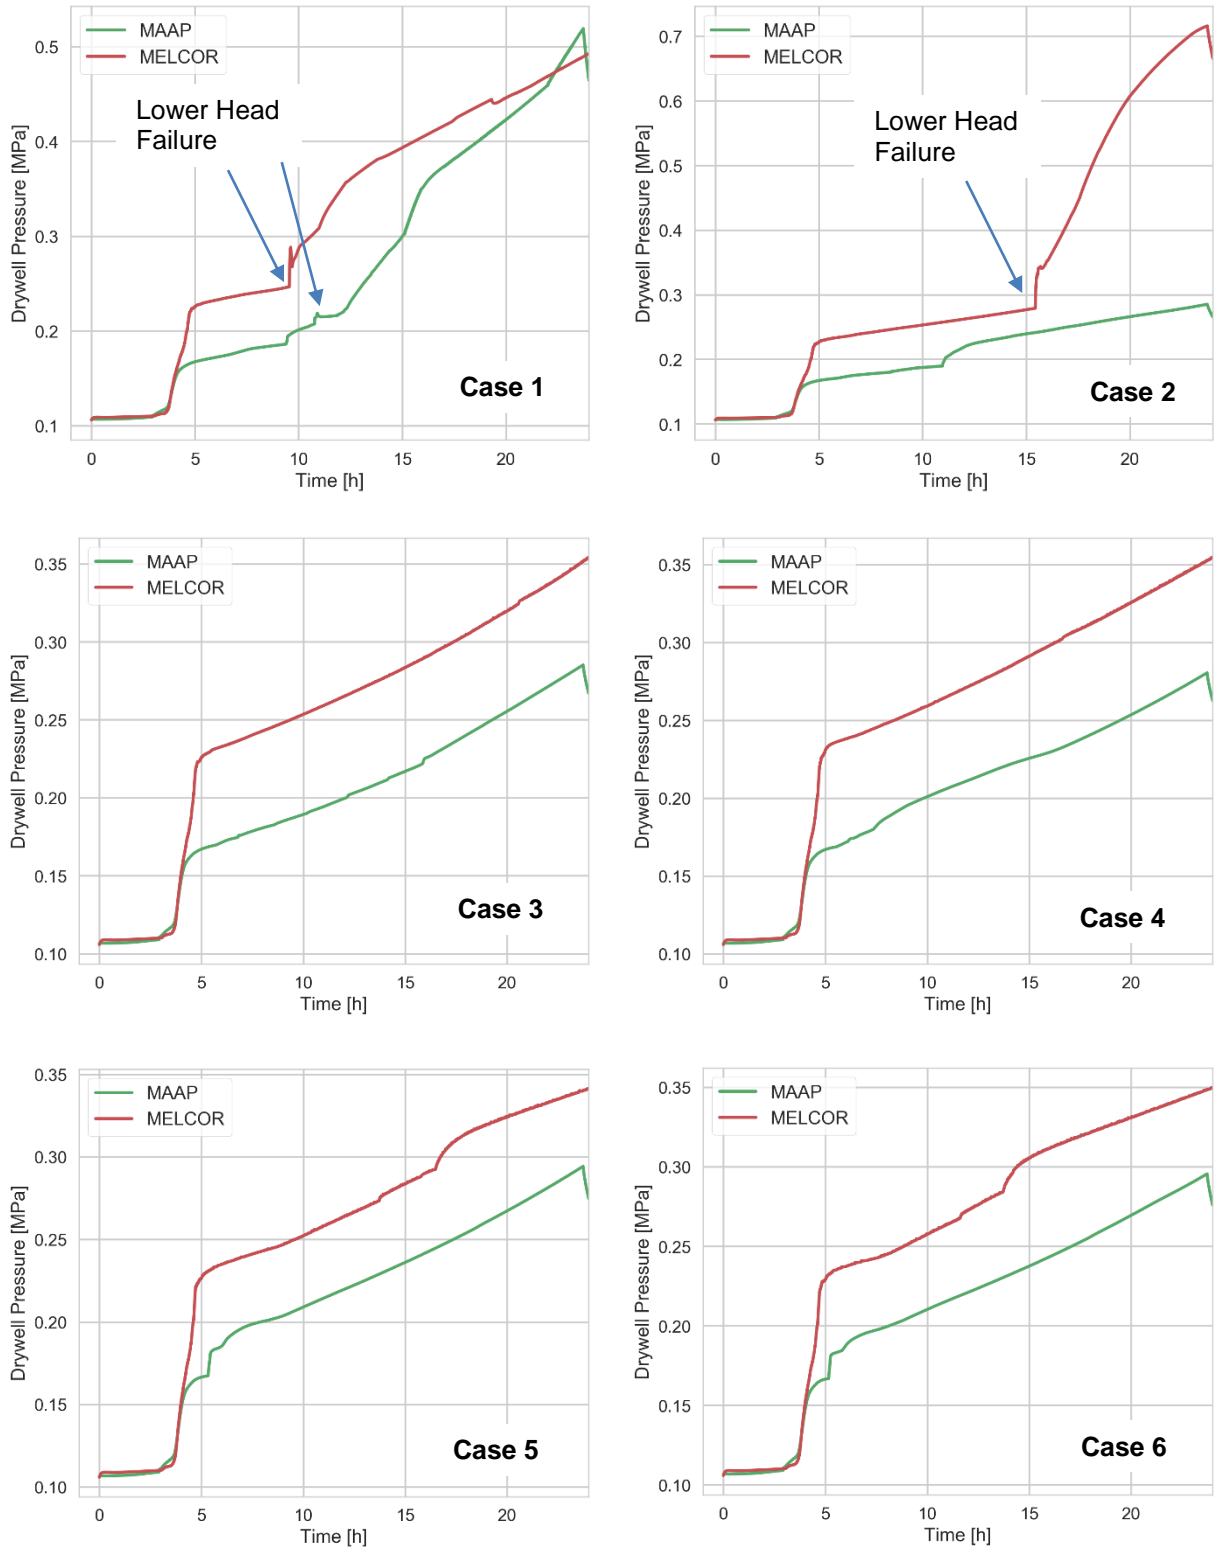 MAAP
MELCOR
Lower Head
Failure
Case 1
Drywell Pressure [MPa]
0.5
0.4
0.3
0.2
0.1
0 5 10 15 20
Time [h]
MAAP
MELCOR
Lower Head
Failure
Case 2
Drywell Pressure [MPa]
0.7
0.6
0.5
0.4
0.3
0.2
0.1
0 5 10 15 20
Time [h]
MAAP
MELCOR
Case 3
Drywell Pressure [MPa]
0.35
0.30
0.25
0.20
0.15
0.10
0 5 10 15 20
Time [h]
MAAP
MELCOR
Case 4
Drywell Pressure [MPa]
0.35
0.30
0.25
0.20
0.15
0.10
0 5 10 15 20
Time [h]
MAAP
MELCOR
Case 5
Drywell Pressure [MPa]
0.35
0.30
0.25
0.20
0.15
0.10
0 5 10 15 20
Time [h]
MAAP
MELCOR
Case 6
Drywell Pressure [MPa]
0.35
0.30
0.25
0.20
0.15
0.10
0 5 10 15 20
Time [h]